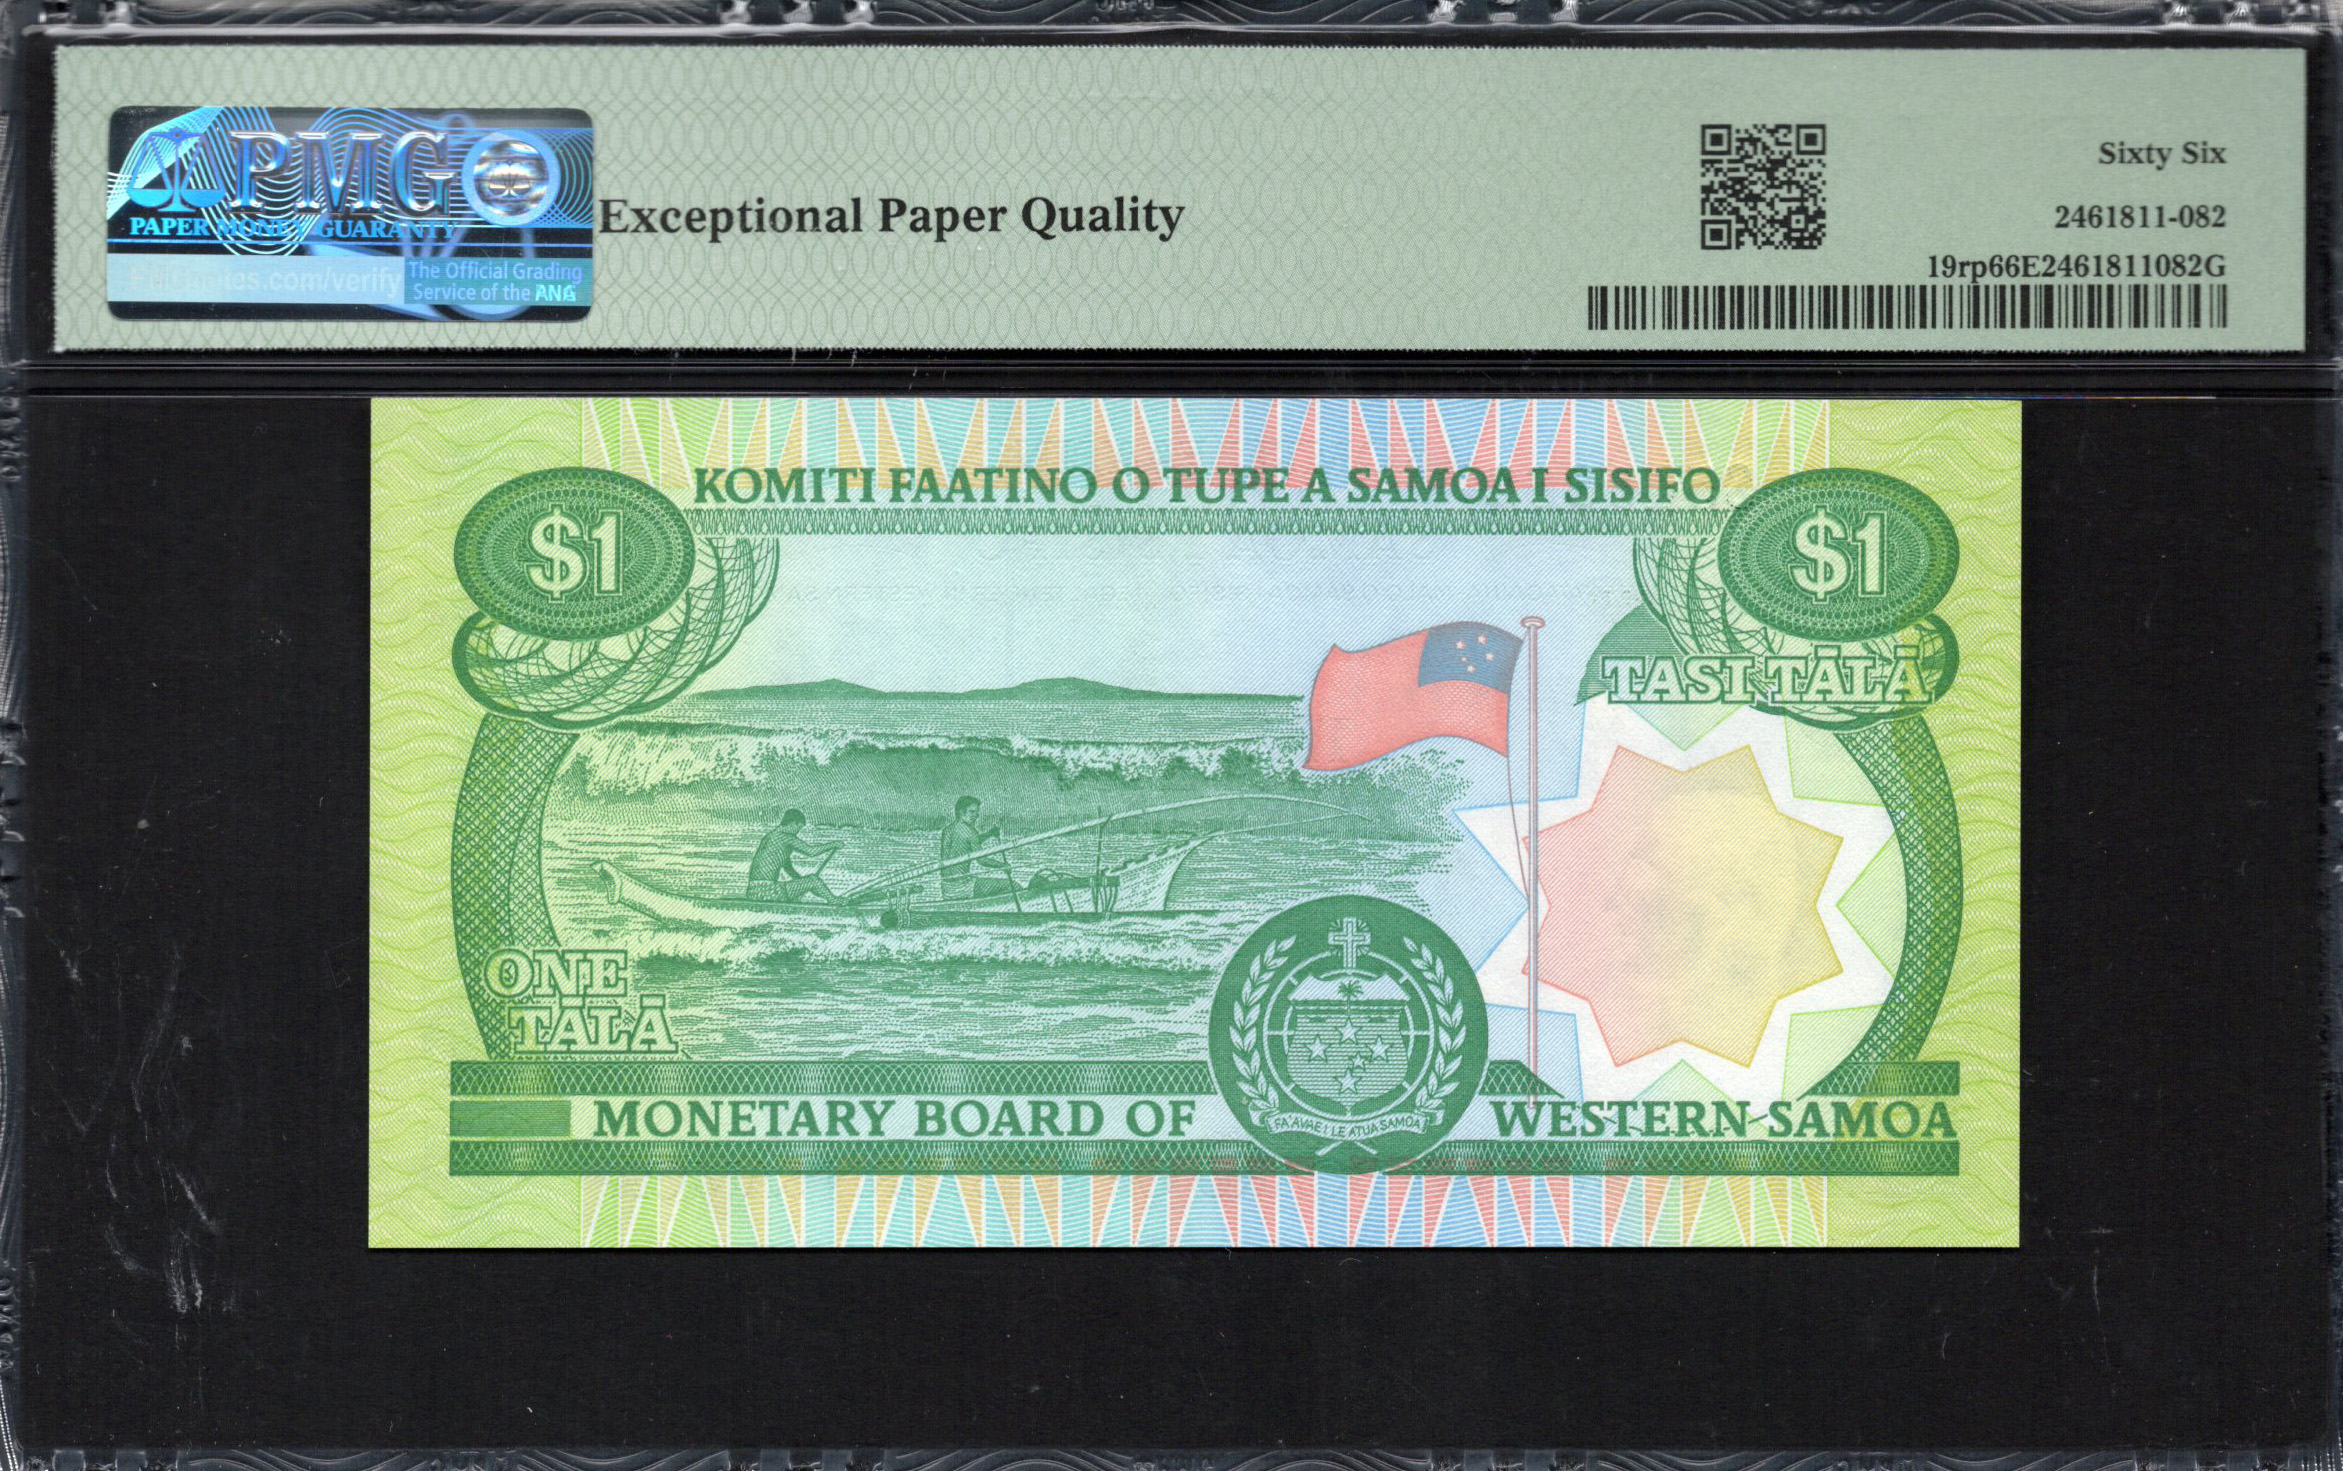 PMG
PAPER MONEY GUARANTY
PMGnotes.com/verify
The Official Grading
Service of the ANA
Exceptional Paper Quality
Sixty Six
2461811-082
19rp66E2461811082G
KOMITI FAATINO O TUPE A SAMOA I SISIFO
$1
$1
TASI TĀLĀ
ONE
TĀLĀ
FA'AVAE I LE ATUA SAMOA
MONETARY BOARD OF WESTERN SAMOA